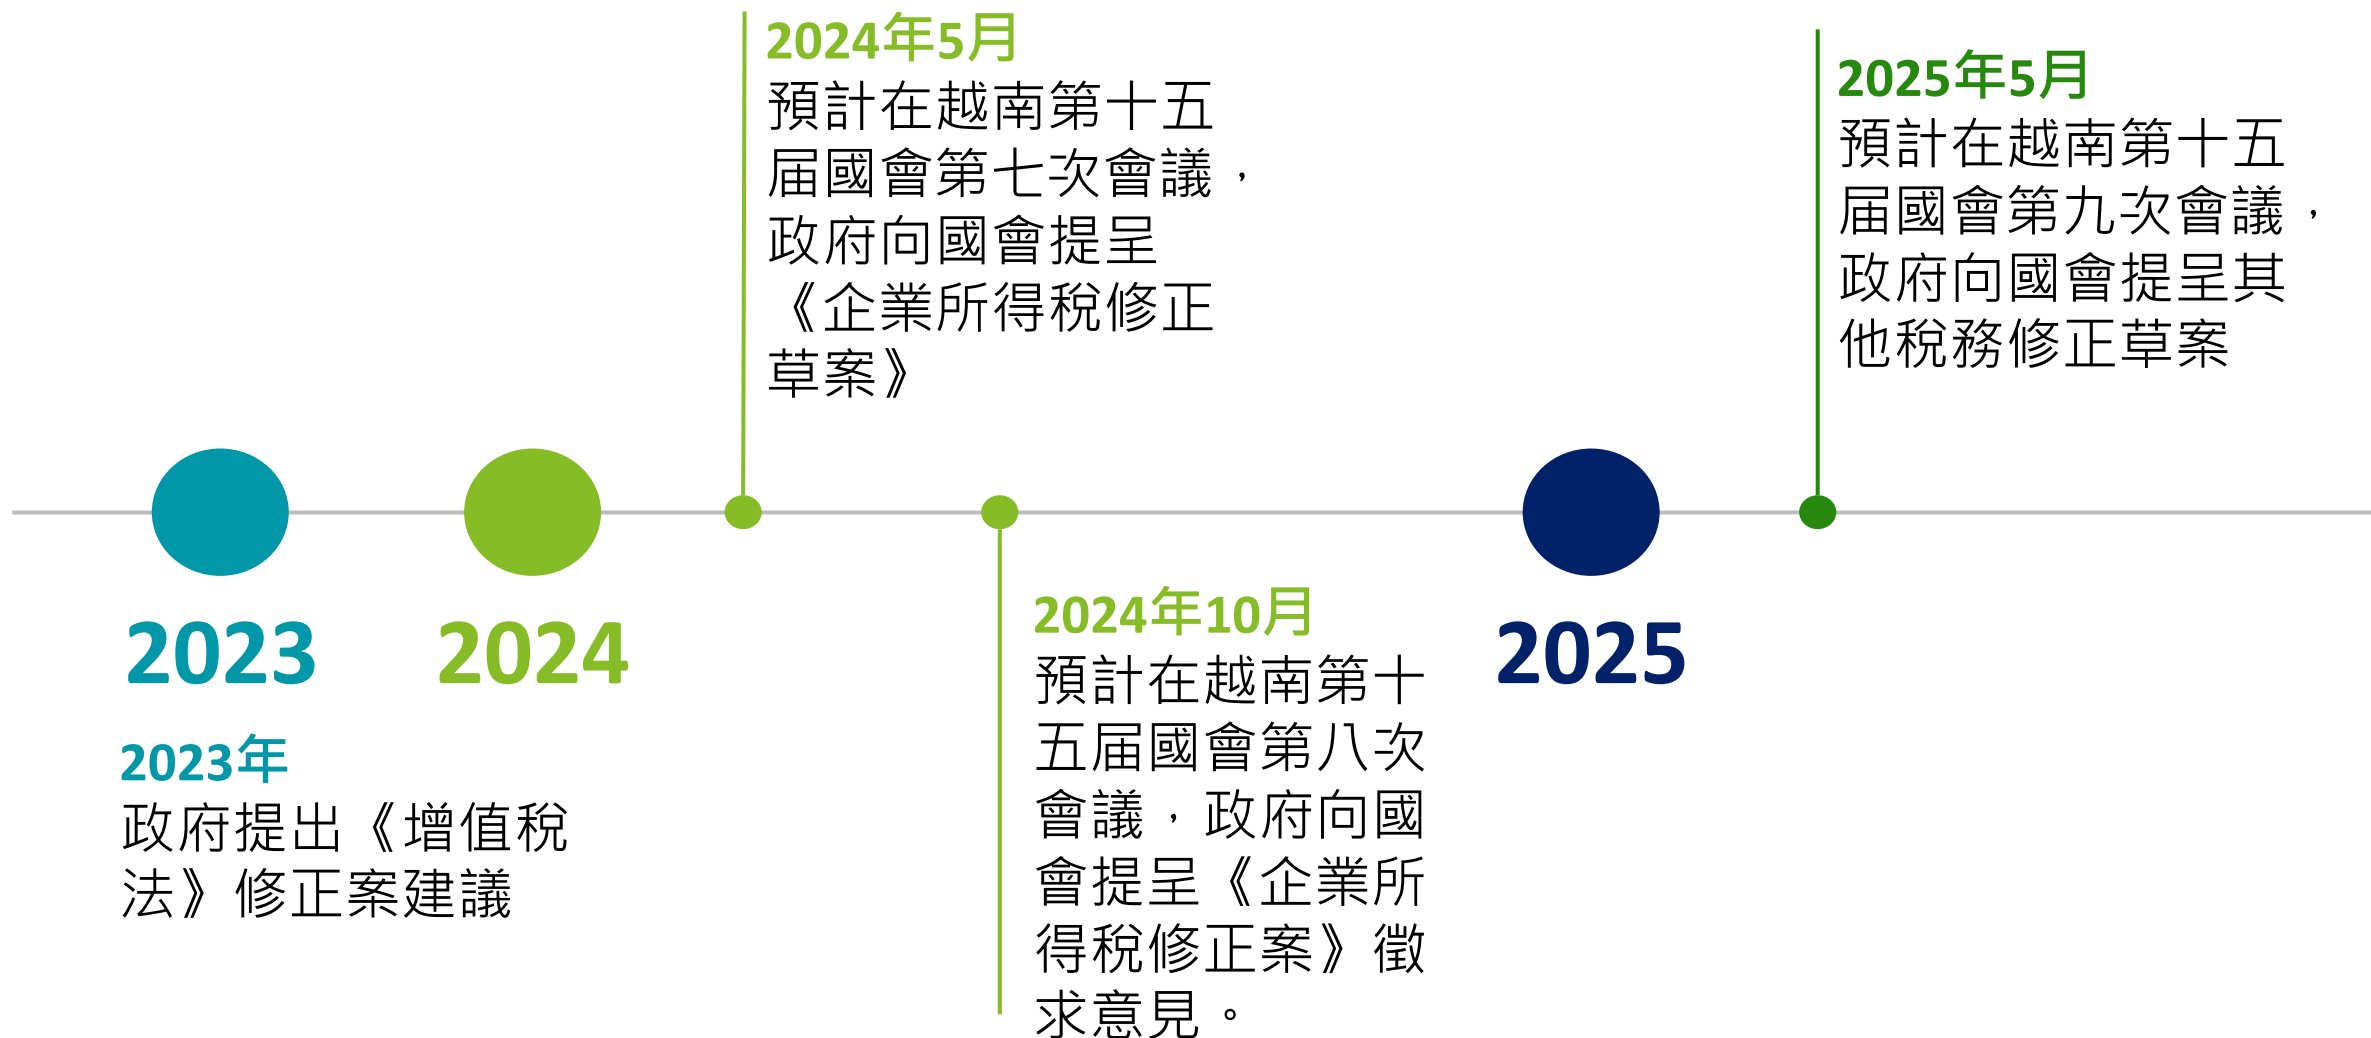 2024年5月
預計在越南第十五
届國會第七次會議，
政府向國會提呈
《企業所得税修正
草案》
2025年5月
預計在越南第十五
届國會第九次會議，
政府向國會提呈其
他税務修正草案
2023
2024
2025
2023年
政府提出《增值税
法》修正案建議
2024年10月
預計在越南第十
五届國會第八次
會議，政府向國
會提呈《企業所
得税修正案》徵
求意見。